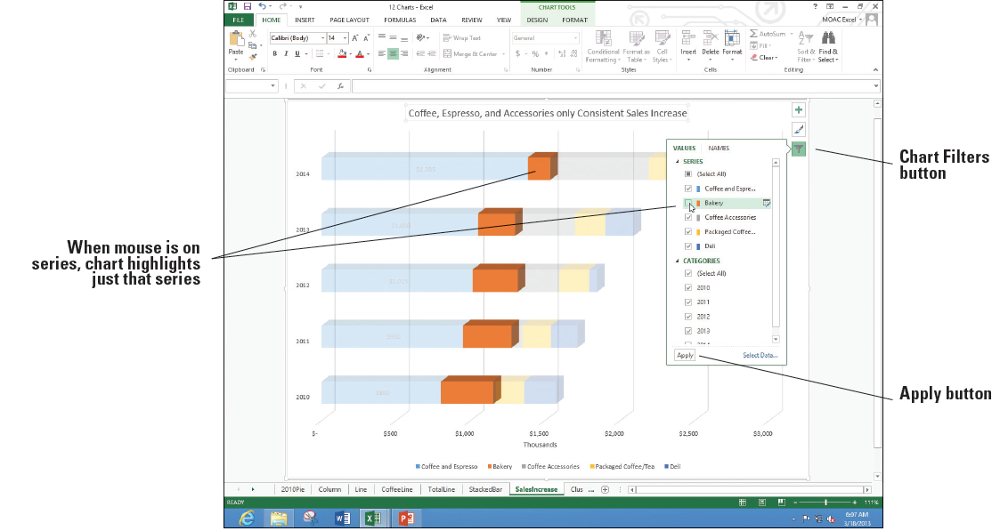 12 Charts - Excel
CHART TOOLS
FILE HOME INSERT PAGE LAYOUT FORMULAS DATA REVIEW VIEW DESIGN FORMAT MOAC Excel
Calibri (Body) 14 Wrap Text General AutoSum
Paste B I U Merge & Center $ % Conditional Formatting Format as Table Cell Styles Insert Delete Format Fill Clear Sort & Filter Find & Select
Clipboard Font Alignment Number Styles Cells Editing
Coffee, Espresso, and Accessories only Consistent Sales Increase
2014
2013
2012
2011
2010
$- $500 $1,000 $1,500 $2,000 $2,500 $3,000
Thousands
Coffee and Espresso Bakery Coffee Accessories Packaged Coffee/Tea Deli
VALUES NAMES
SERIES
(Select All)
Coffee and Espre...
Bakery
Coffee Accessories
Packaged Coffee...
Deli
CATEGORIES
(Select All)
2010
2011
2012
2013
2014
Apply Select Data...
Chart Filters
button
When mouse is on
series, chart highlights
just that series
Apply button
2010Pie Column Line CoffeeLine TotalLine StackedBar SalesIncrease Clus ...
READY 111%
6:07 AM
3/18/2013